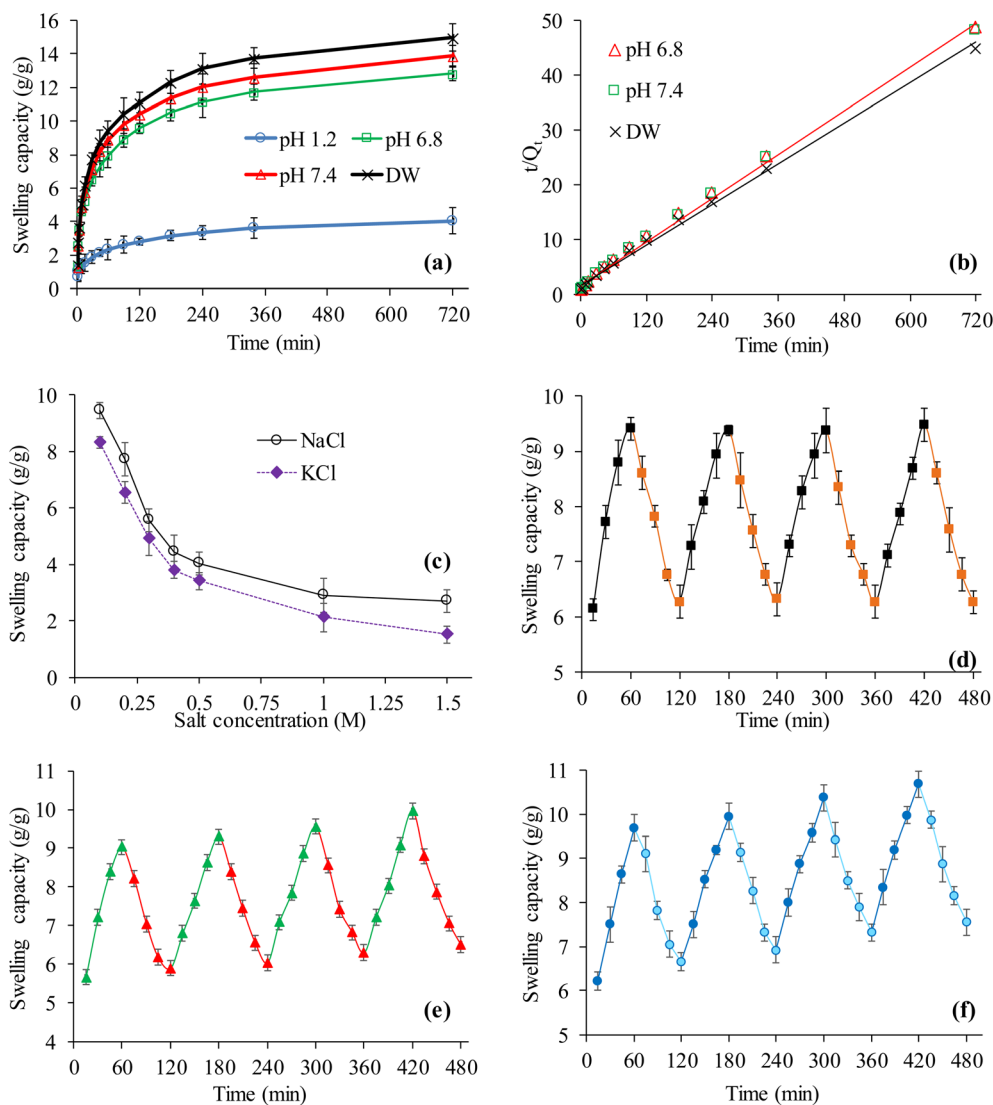 16
14
12
10
8
6
4
2
0
Swelling capacity (g/g)
pH 1.2
pH 6.8
pH 7.4
DW
(a)
0 60 120 180 240 300 360 420 480 540 600 660 720
Time (min)
50
40
30
20
10
0
t/Qt
pH 6.8
pH 7.4
DW
(b)
0 120 240 360 480 600 720
Time (min)
10
8
6
4
2
0
Swelling capacity (g/g)
NaCl
KCl
(c)
0 0.25 0.5 0.75 1 1.25 1.5
Salt concentration (M)
10
9
8
7
6
5
Swelling capacity (g/g)
(d)
0 60 120 180 240 300 360 420 480
Time (min)
11
10
9
8
7
6
5
4
Swelling capacity (g/g)
(e)
0 60 120 180 240 300 360 420 480
Time (min)
11
10
9
8
7
6
5
Swelling capacity (g/g)
(f)
0 60 120 180 240 300 360 420 480
Time (min)